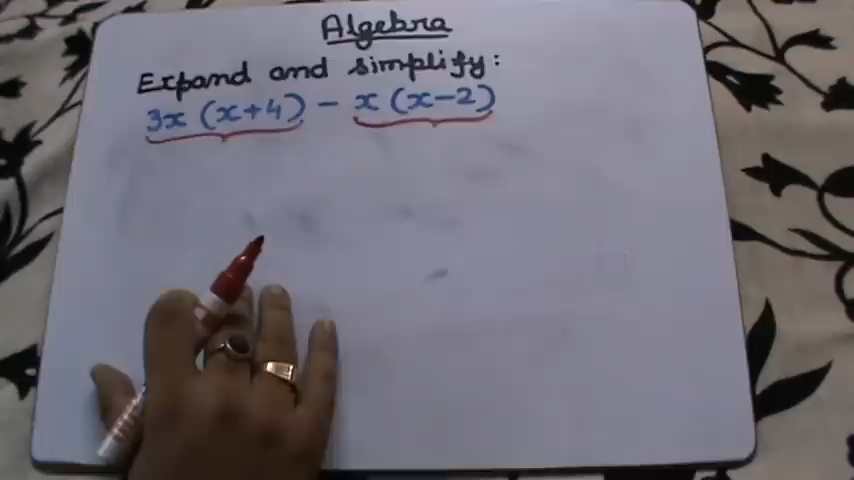 Algebra
Expand and simplify:
3x (x+4) - x (x-2)